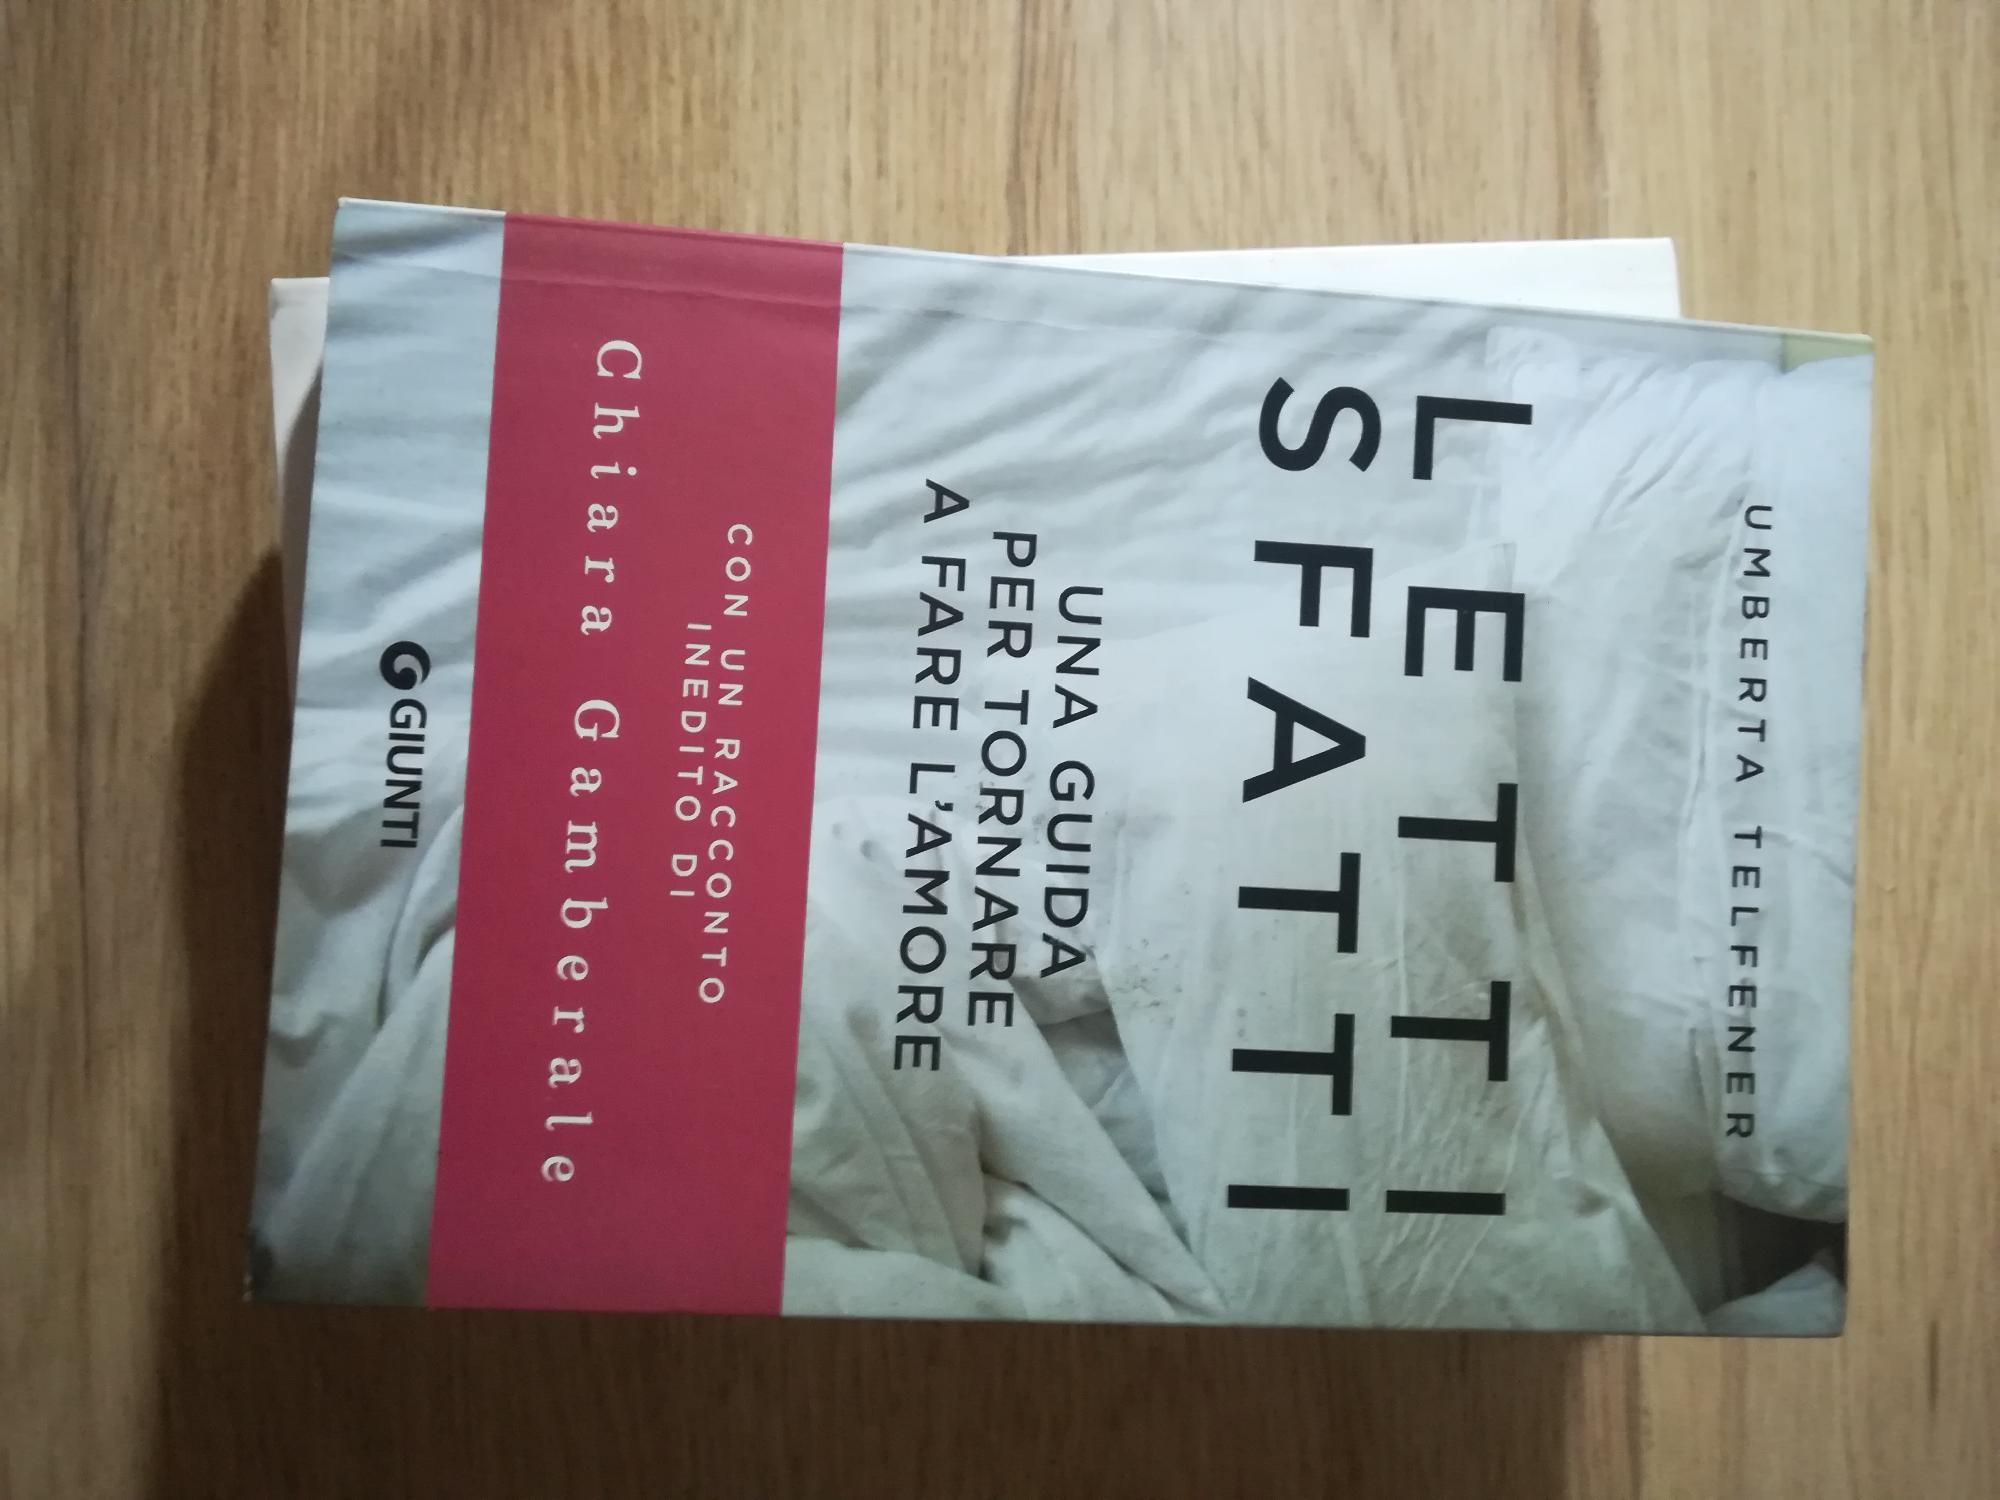 UMBERTA TELFENER
LETTI
SFATTI
UNA GUIDA
PER TORNARE
A FARE L'AMORE
CON UN RACCONTO
INEDITO DI
Chiara Gamberale
GIUNTI